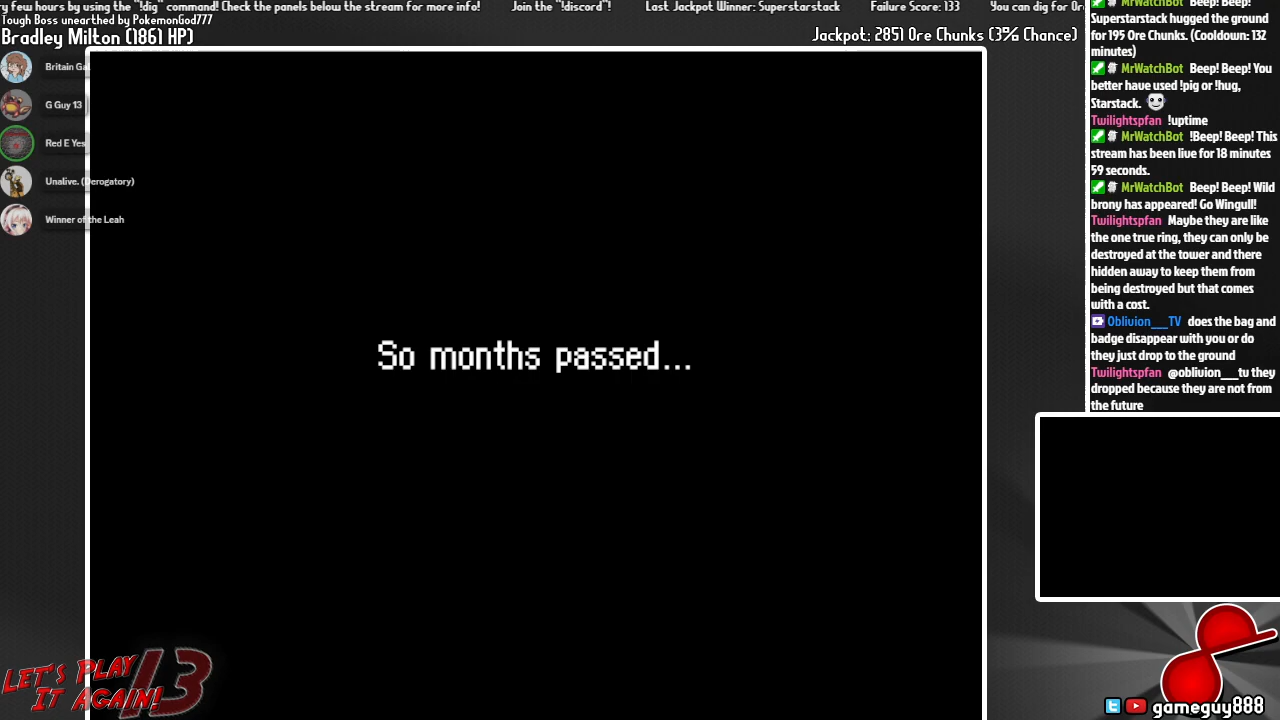 ry few hours by using the "!dig" command! Check the panels below the stream for more info! Join the "!discord"! Last Jackpot Winner: Superstarstack Failure Score: 133 You can dig for Or
Tough Boss unearthed by PokemonGod777
Bradley Milton (1861 HP)
Jackpot: 2851 Ore Chunks (3% Chance)
Britain Gal
G Guy 13
Red E Yes
Unalive. (Derogatory)
Winner of the Leah
So months passed...
MrWatchBot Beep! Beep!
Superstarstack hugged the ground
for 195 Ore Chunks. (Cooldown: 132
minutes)
MrWatchBot Beep! Beep! You
better have used !pig or !hug,
Starstack.
Twilightspfan !uptime
MrWatchBot !Beep! Beep! This
stream has been live for 18 minutes
59 seconds.
MrWatchBot Beep! Beep! Wild
brony has appeared! Go Wingull!
Twilightspfan Maybe they are like
the one true ring, they can only be
destroyed at the tower and there
hidden away to keep them from
being destroyed but that comes
with a cost.
Oblivion___TV does the bag and
badge disappear with you or do
they just drop to the ground
Twilightspfan @oblivion___tv they
dropped because they are not from
the future
LET'S PLAY
IT AGAIN!
13
gameguy888